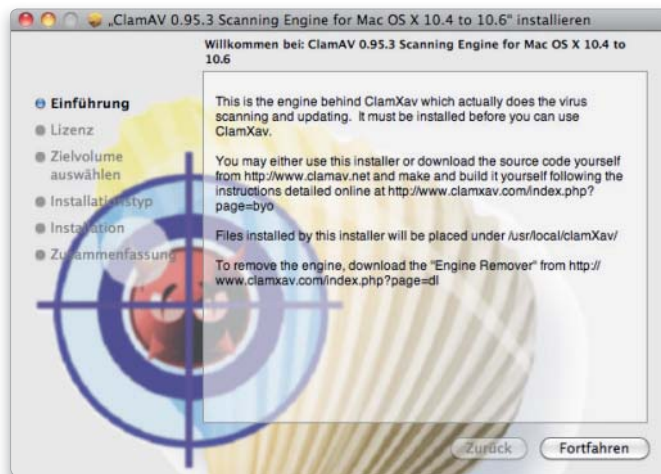 „ClamAV 0.95.3 Scanning Engine for Mac OS X 10.4 to 10.6“ installieren
Willkommen bei: ClamAV 0.95.3 Scanning Engine for Mac OS X 10.4 to
10.6
Einführung
Lizenz
Zielvolume
auswählen
Installationstyp
Installation
Zusammenfassung
This is the engine behind ClamXav which actually does the virus
scanning and updating. It must be installed before you can use
ClamXav.
You may either use this installer or download the source code yourself
from http://www.clamav.net and make and build it yourself following the
instructions detailed online at http://www.clamxav.com/index.php?
page=byo
Files installed by this installer will be placed under /usr/local/clamXav/
To remove the engine, download the "Engine Remover" from http://
www.clamxav.com/index.php?page=dl
Zurück
Fortfahren